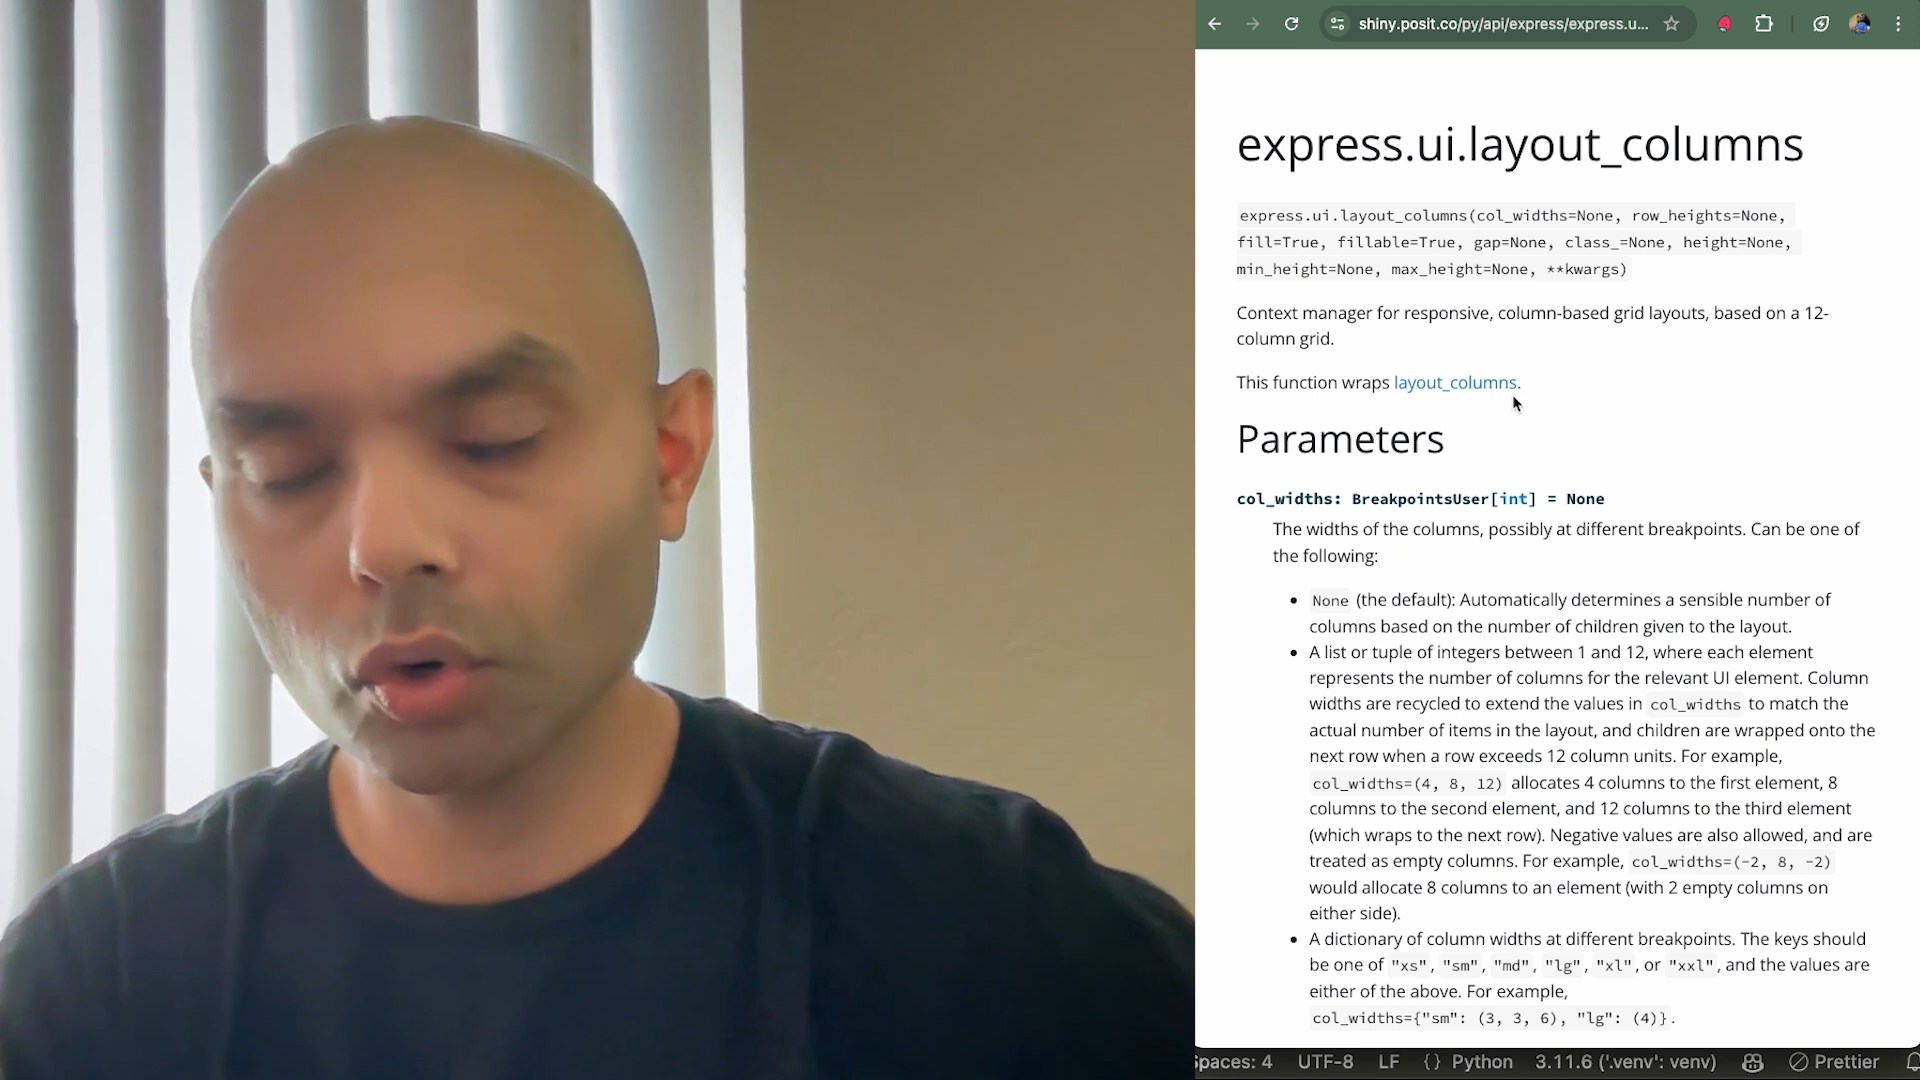 shiny.posit.co/py/api/express/express.u...
express.ui.layout_columns
express.ui.layout_columns(col_widths=None, row_heights=None,
fill=True, fillable=True, gap=None, class_=None, height=None,
min_height=None, max_height=None, **kwargs)
Context manager for responsive, column-based grid layouts, based on a 12-
column grid.
This function wraps layout_columns.
Parameters
col_widths: BreakpointsUser[int] = None
The widths of the columns, possibly at different breakpoints. Can be one of
the following:
• None (the default): Automatically determines a sensible number of
columns based on the number of children given to the layout.
• A list or tuple of integers between 1 and 12, where each element
represents the number of columns for the relevant UI element. Column
widths are recycled to extend the values in col_widths to match the
actual number of items in the layout, and children are wrapped onto the
next row when a row exceeds 12 column units. For example,
col_widths=(4, 8, 12) allocates 4 columns to the first element, 8
columns to the second element, and 12 columns to the third element
(which wraps to the next row). Negative values are also allowed, and are
treated as empty columns. For example, col_widths=(-2, 8, -2)
would allocate 8 columns to an element (with 2 empty columns on
either side).
• A dictionary of column widths at different breakpoints. The keys should
be one of "xs", "sm", "md", "lg", "xl", or "xxl", and the values are
either of the above. For example,
col_widths={"sm": (3, 3, 6), "lg": (4)}.
Spaces: 4 UTF-8 LF {} Python 3.11.6 ('.venv': venv) Prettier